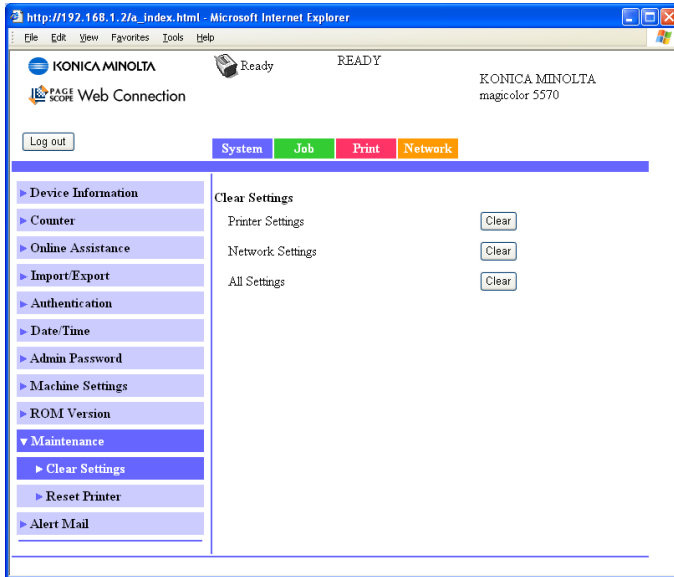 http://192.168.1.2/a_index.html - Microsoft Internet Explorer
File Edit View Favorites Tools Help
KONICA MINOLTA
Ready
READY
KONICA MINOLTA
magicolor 5570
PAGE SCOPE Web Connection
Log out
System Job Print Network
Device Information
Counter
Online Assistance
Import/Export
Authentication
Date/Time
Admin Password
Machine Settings
ROM Version
Maintenance
Clear Settings
Reset Printer
Alert Mail
Clear Settings
Printer Settings Clear
Network Settings Clear
All Settings Clear